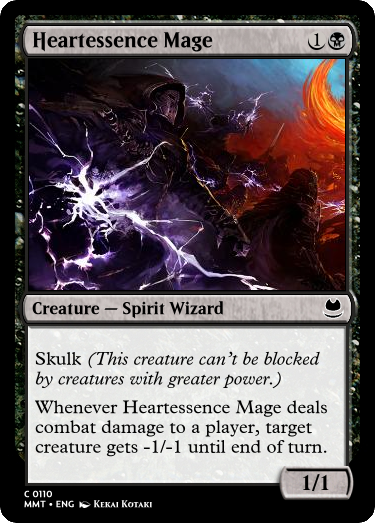 Heartessence Mage 1
Creature — Spirit Wizard
Skulk (This creature can't be blocked
by creatures with greater power.)
Whenever Heartessence Mage deals
combat damage to a player, target
creature gets -1/-1 until end of turn.
1/1
C 0110
MMT • ENG Kekai Kotaki